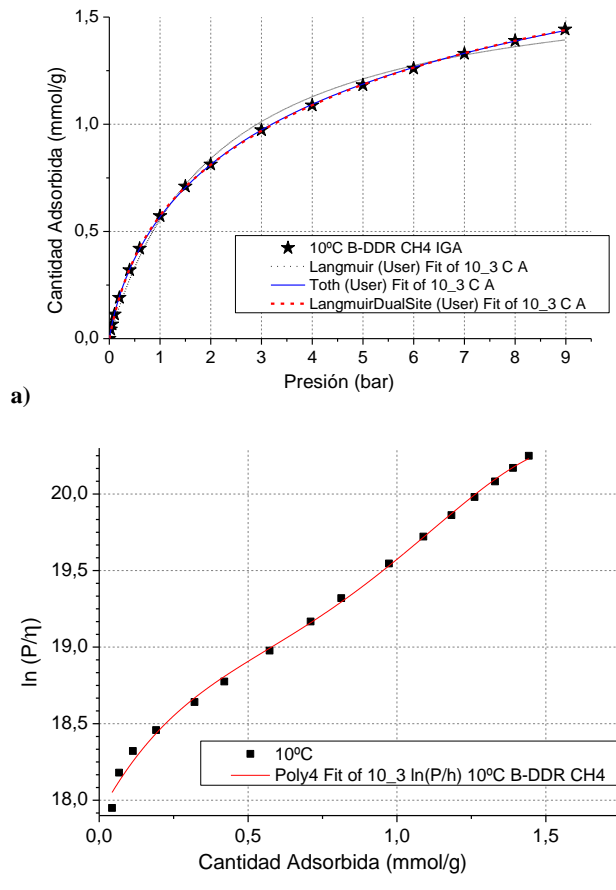 1,5
1,0
0,5
0,0
Cantidad Adsorbida (mmol/g)
10ºC B-DDR CH4 IGA
Langmuir (User) Fit of 10_3 C A
Toth (User) Fit of 10_3 C A
LangmuirDualSite (User) Fit of 10_3 C A
0 1 2 3 4 5 6 7 8 9
Presión (bar)
a)
20,0
19,5
19,0
18,5
18,0
ln (P/η)
10ºC
Poly4 Fit of 10_3 ln(P/h) 10ºC B-DDR CH4
0,0 0,5 1,0 1,5
Cantidad Adsorbida (mmol/g)